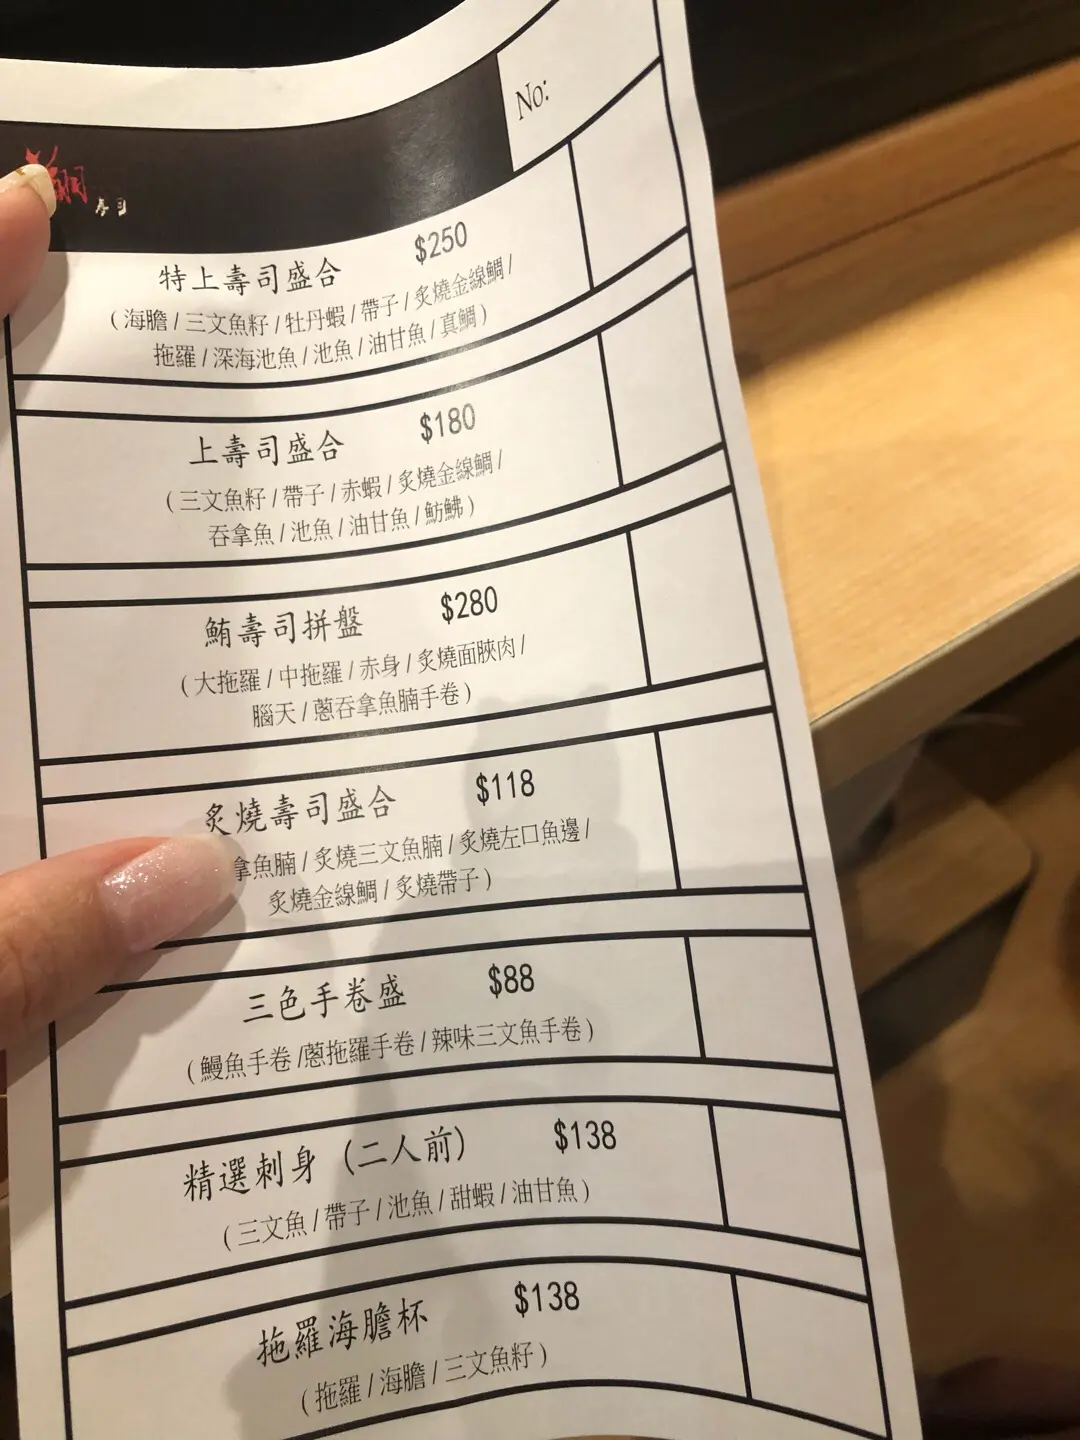 No:
壽司
特上壽司盛合 $250
(海膽/三文魚籽/牡丹蝦/帶子/炙燒金線鯛/
拖羅/深海池魚/池魚/油甘魚/真鯛)
上壽司盛合 $180
(三文魚籽/帶子/赤蝦/炙燒金線鯛/
吞拿魚/池魚/油甘魚/魴鮄)
鮪壽司拼盤 $280
(大拖羅/中拖羅/赤身/炙燒面脥肉/
腦天/蔥吞拿魚腩手卷)
炙燒壽司盛合 $118
拿魚腩/炙燒三文魚腩/炙燒左口魚邊/
炙燒金線鯛/炙燒帶子)
三色手卷盛 $88
(鰻魚手卷/蔥拖羅手卷/辣味三文魚手卷)
精選刺身(二人前) $138
(三文魚/帶子/池魚/甜蝦/油甘魚)
拖羅海膽杯 $138
(拖羅/海膽/三文魚籽)